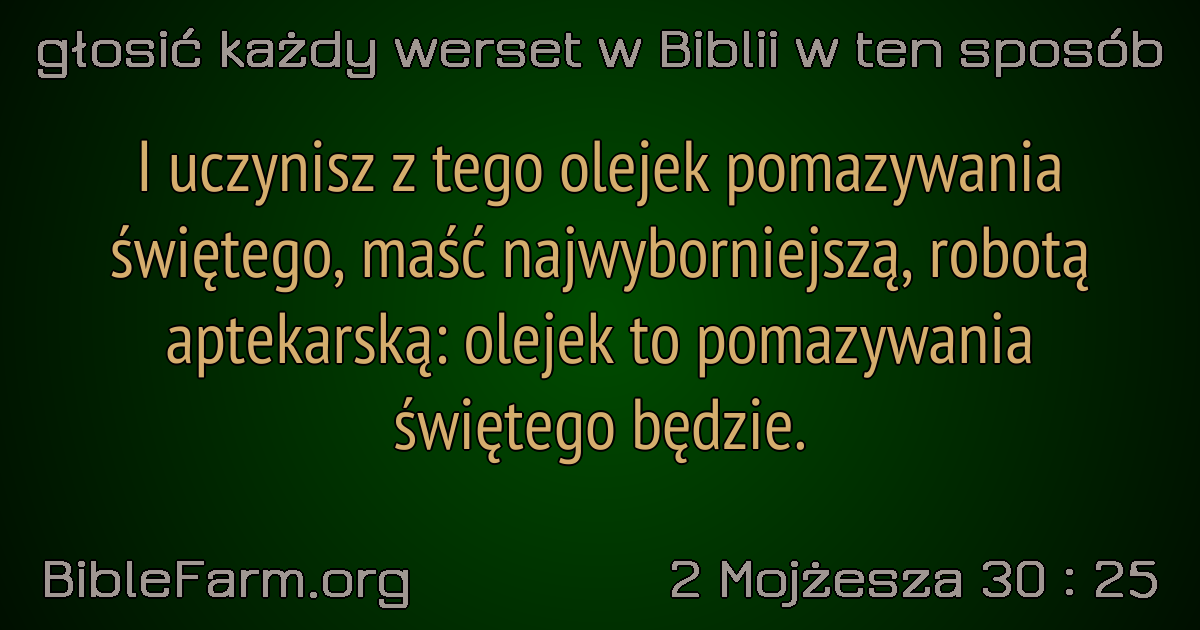 głosić każdy werset w Biblii w ten sposób
I uczynisz z tego olejek pomazywania
świętego, maść najwyborniejszą, robotą
aptekarską: olejek to pomazywania
świętego będzie.
BibleFarm.org
2 Mojżesza 30 : 25